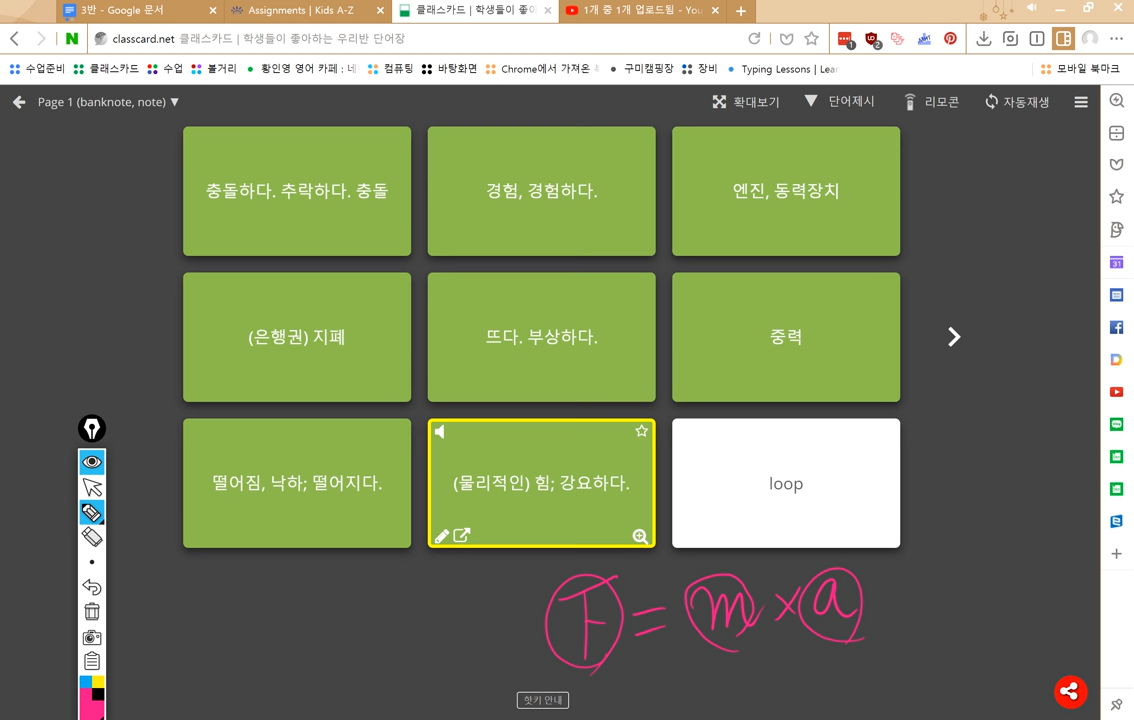 3반 - Google 문서
Assignments | Kids A-Z
클래스카드 | 학생들이 좋아
1개 중 1개 업로드됨 - You
N
classcard.net 클래스카드 | 학생들이 좋아하는 우리반 단어장
1
2
수업준비
클래스카드
수업
볼거리
황인영 영어 카페 : 네
컴퓨팅
바탕화면
Chrome에서 가져온
구미캠핑장
장비
Typing Lessons | Lear
모바일 북마크
Page 1 (banknote, note) ▼
확대보기
단어제시
리모콘
자동재생
충돌하다. 추락하다. 충돌
경험, 경험하다.
엔진, 동력장치
(은행권) 지폐
뜨다. 부상하다.
중력
떨어짐, 낙하; 떨어지다.
(물리적인) 힘; 강요하다.
loop
F = m × a
핫키 안내
31